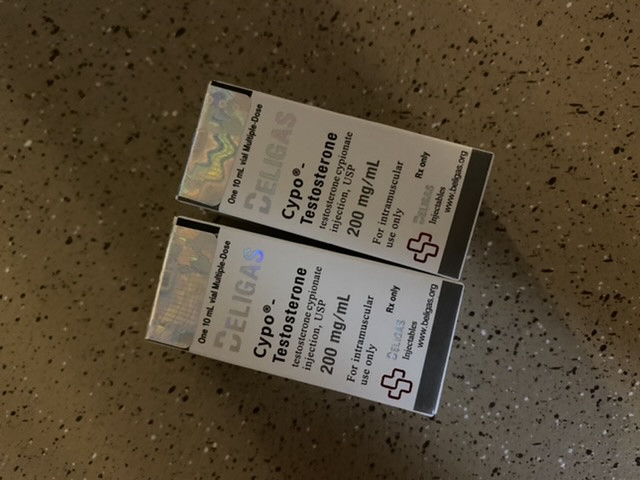 One 10 mL vial Multiple-Dose
BELIGAS
Cypo®-
Testosterone
testosterone cypionate
injection, USP
200 mg/mL
For intramuscular
use only
Rx only
BELIGAS
Injectables
www.beligas.org
One 10 mL vial Multiple-Dose
BELIGAS
Cypo®-
Testosterone
testosterone cypionate
injection, USP
200 mg/mL
For intramuscular
use only
Rx only
BELIGAS
Injectables
www.beligas.org